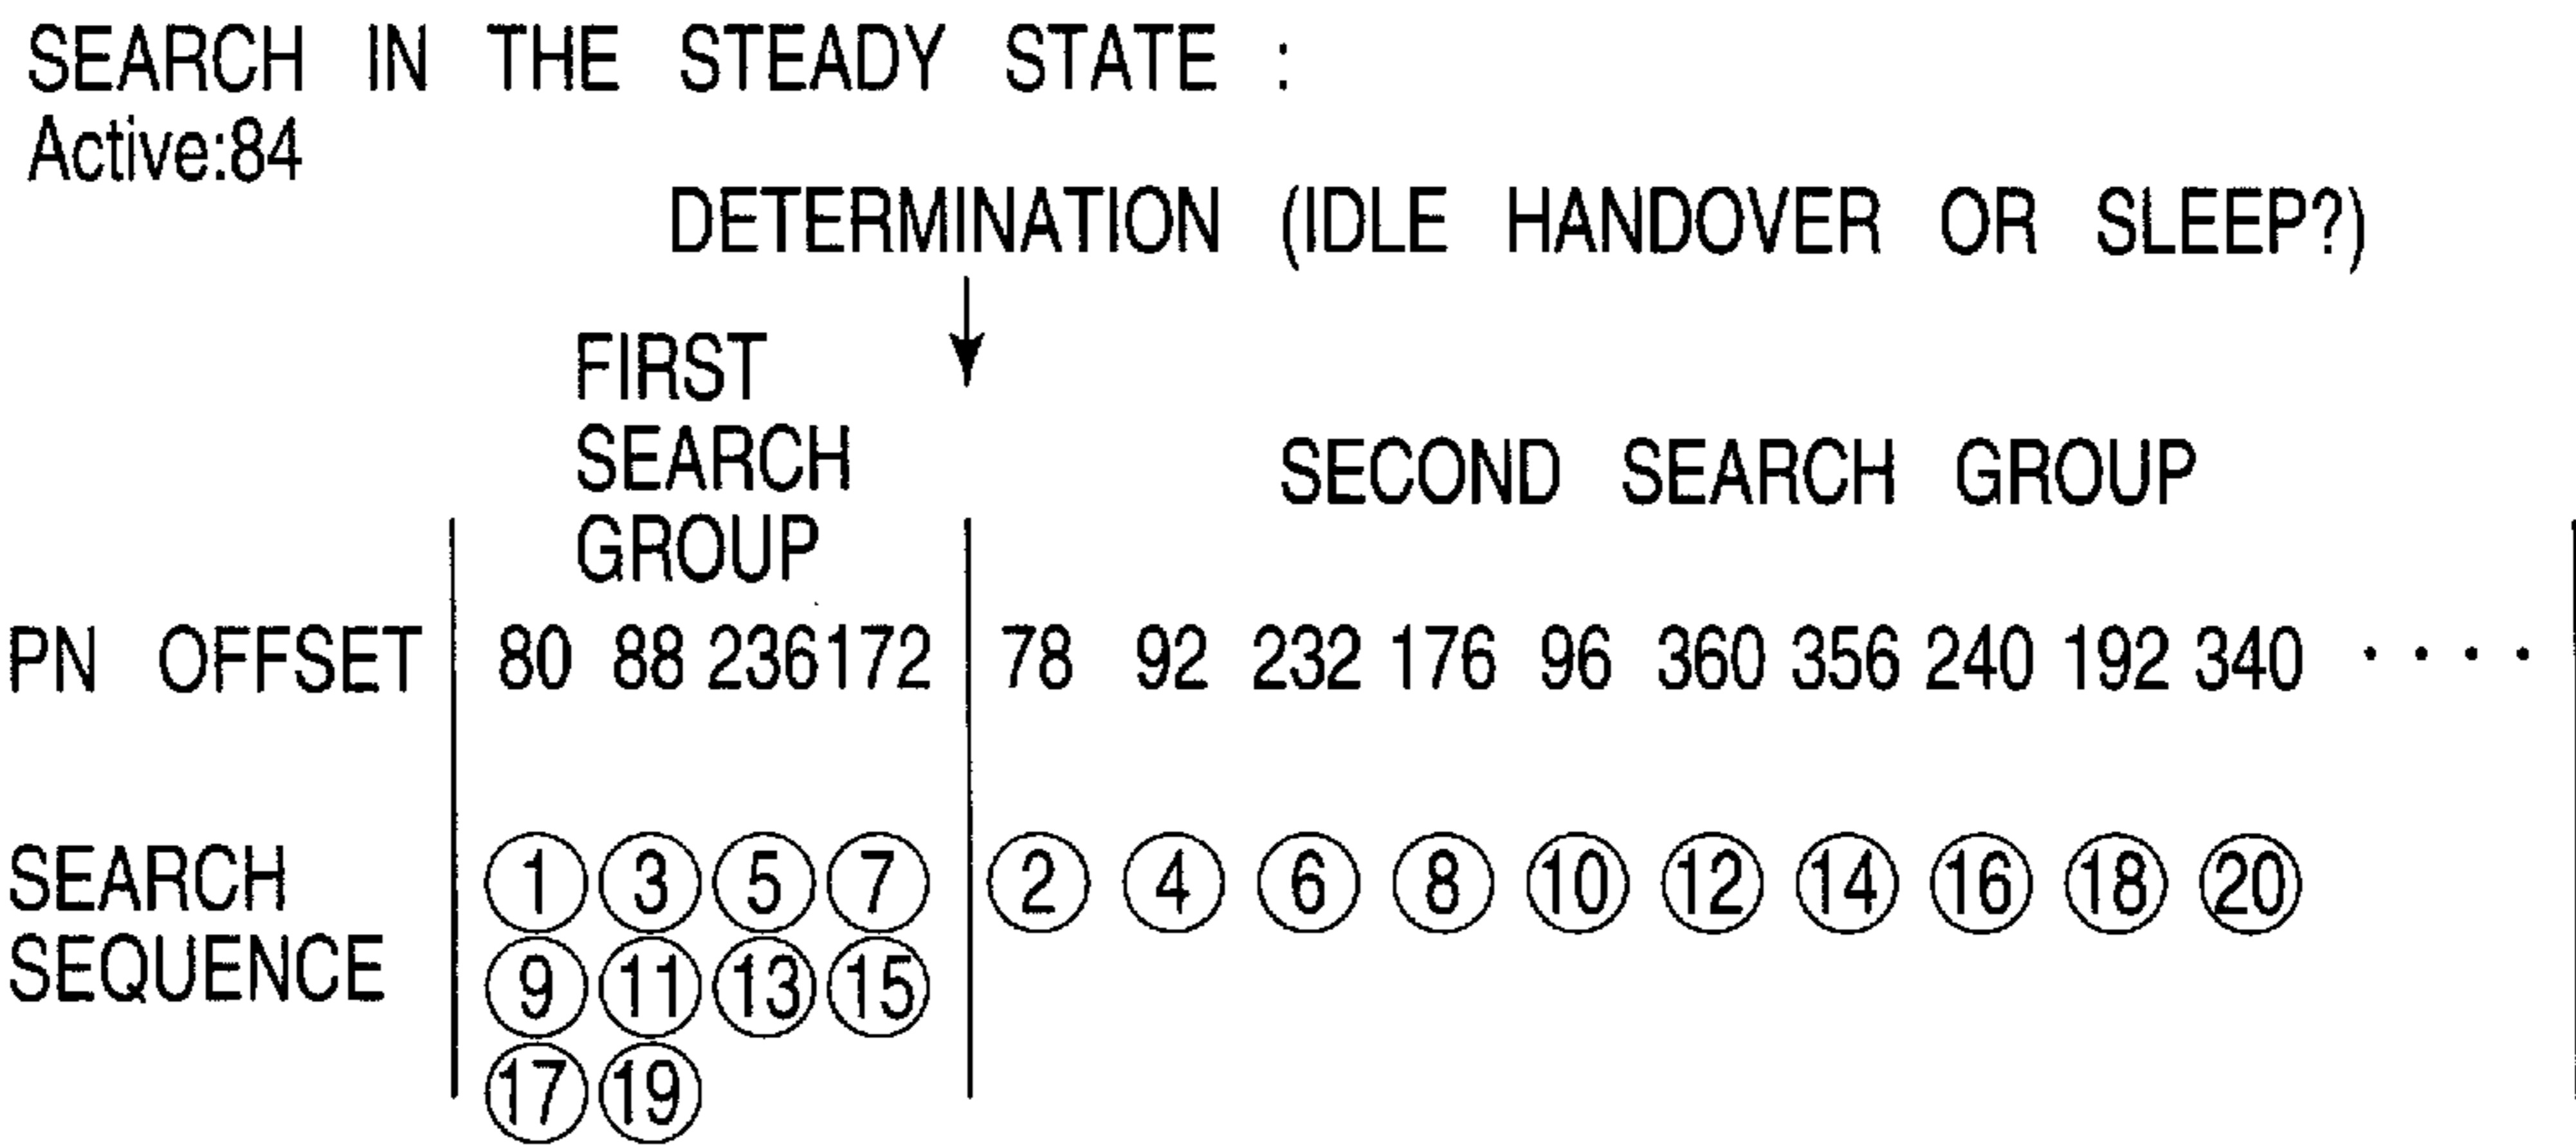 SEARCH IN THE STEADY STATE :
Active:84
DETERMINATION (IDLE HANDOVER OR SLEEP?)
FIRST
SEARCH
GROUP
SECOND SEARCH GROUP
PN OFFSET 80 88 236 172 78 92 232 176 96 360 356 240 192 340 ····
SEARCH
SEQUENCE
① ③ ⑤ ⑦ ② ④ ⑥ ⑧ ⑩ ⑫ ⑭ ⑯ ⑱ ⑳
⑨ ⑪ ⑬ ⑮
⑰ ⑲